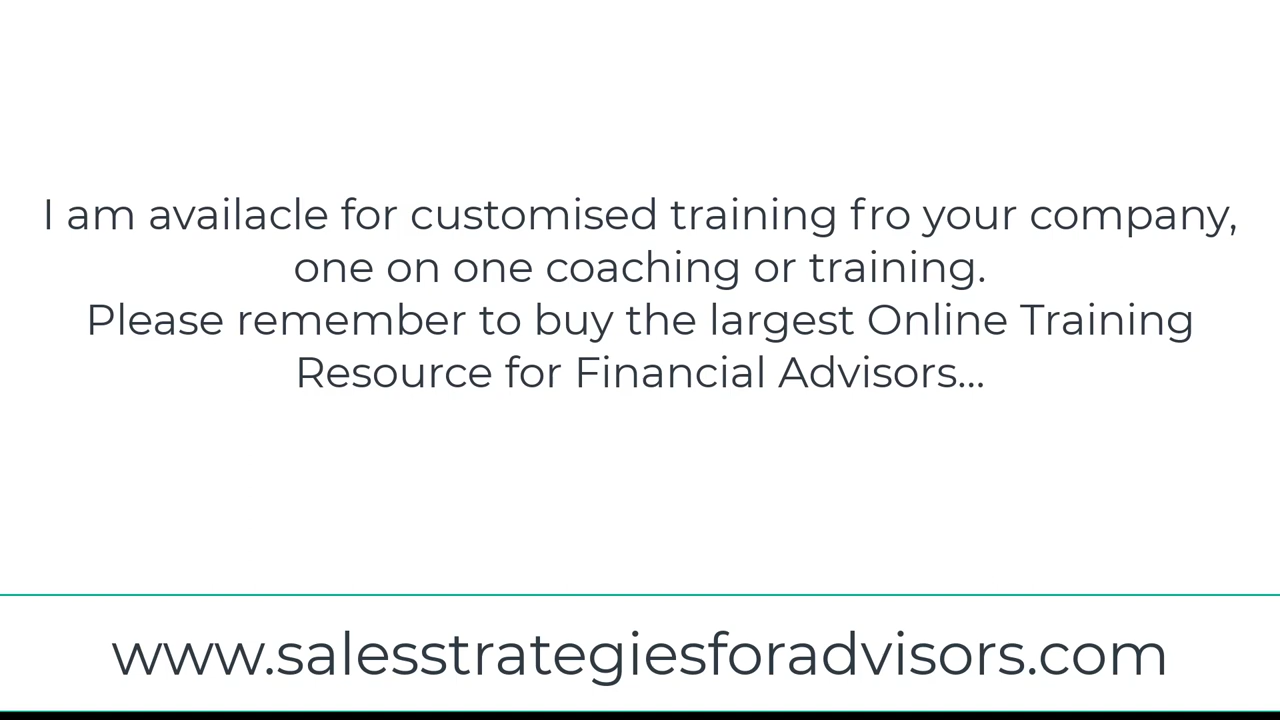 I am availacle for customised training fro your company,
one on one coaching or training.
Please remember to buy the largest Online Training
Resource for Financial Advisors...
www.salesstrategiesforadvisors.com